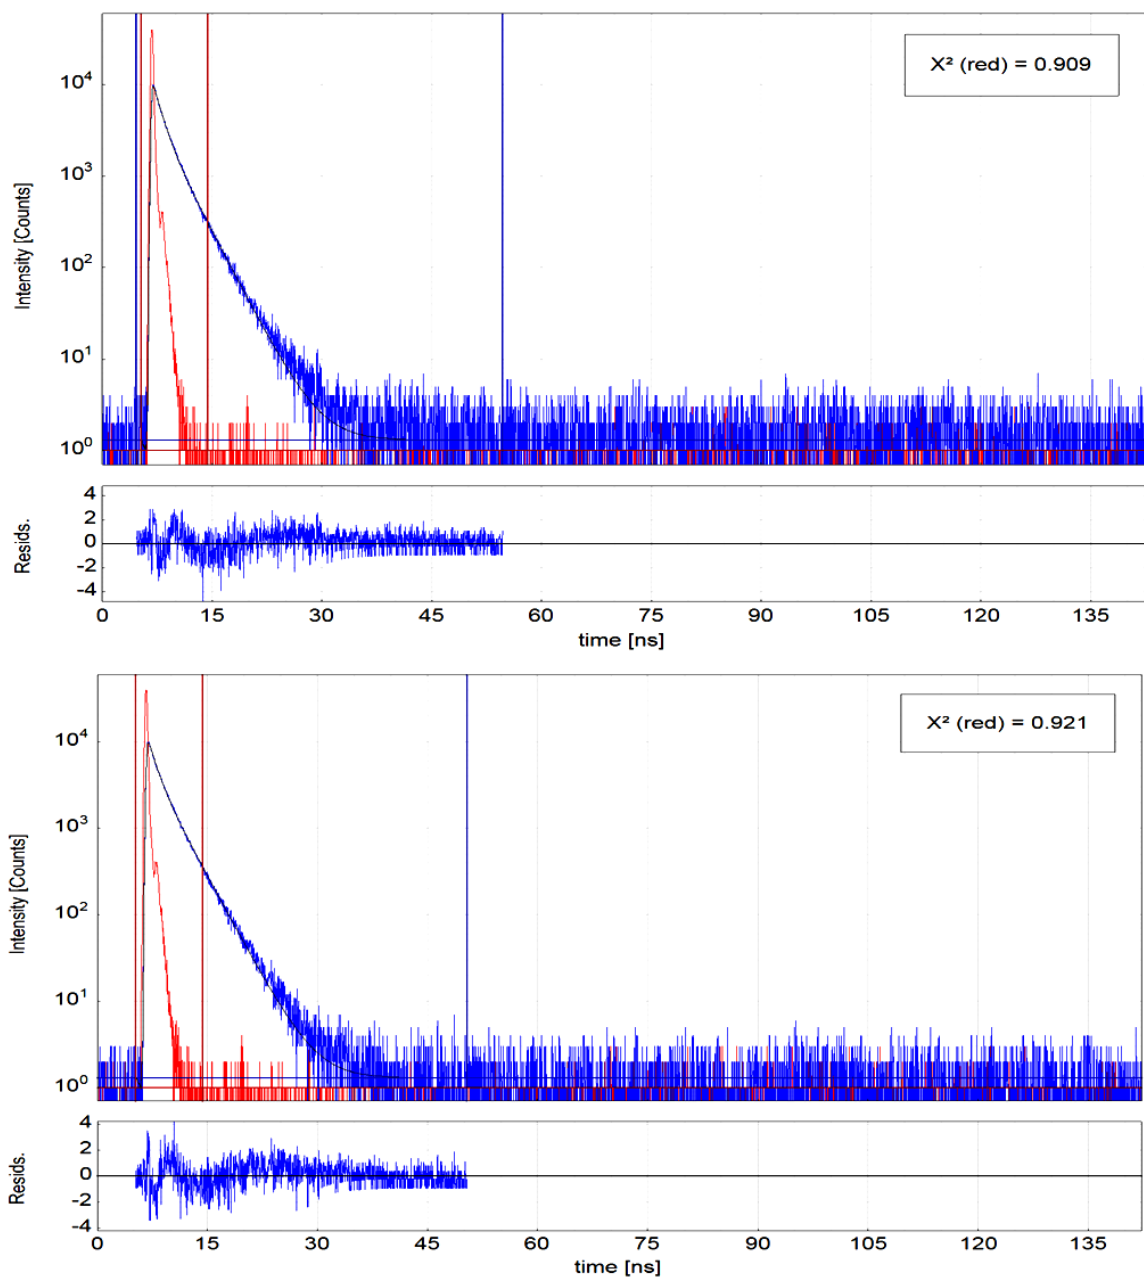 X² (red) = 0.909
Intensity [Counts]
10⁴
10³
10²
10¹
10⁰
Resids.
4
2
0
-2
-4
0 15 30 45 60 75 90 105 120 135
time [ns]
X² (red) = 0.921
Intensity [Counts]
10⁴
10³
10²
10¹
10⁰
Resids.
4
2
0
-2
-4
0 15 30 45 60 75 90 105 120 135
time [ns]